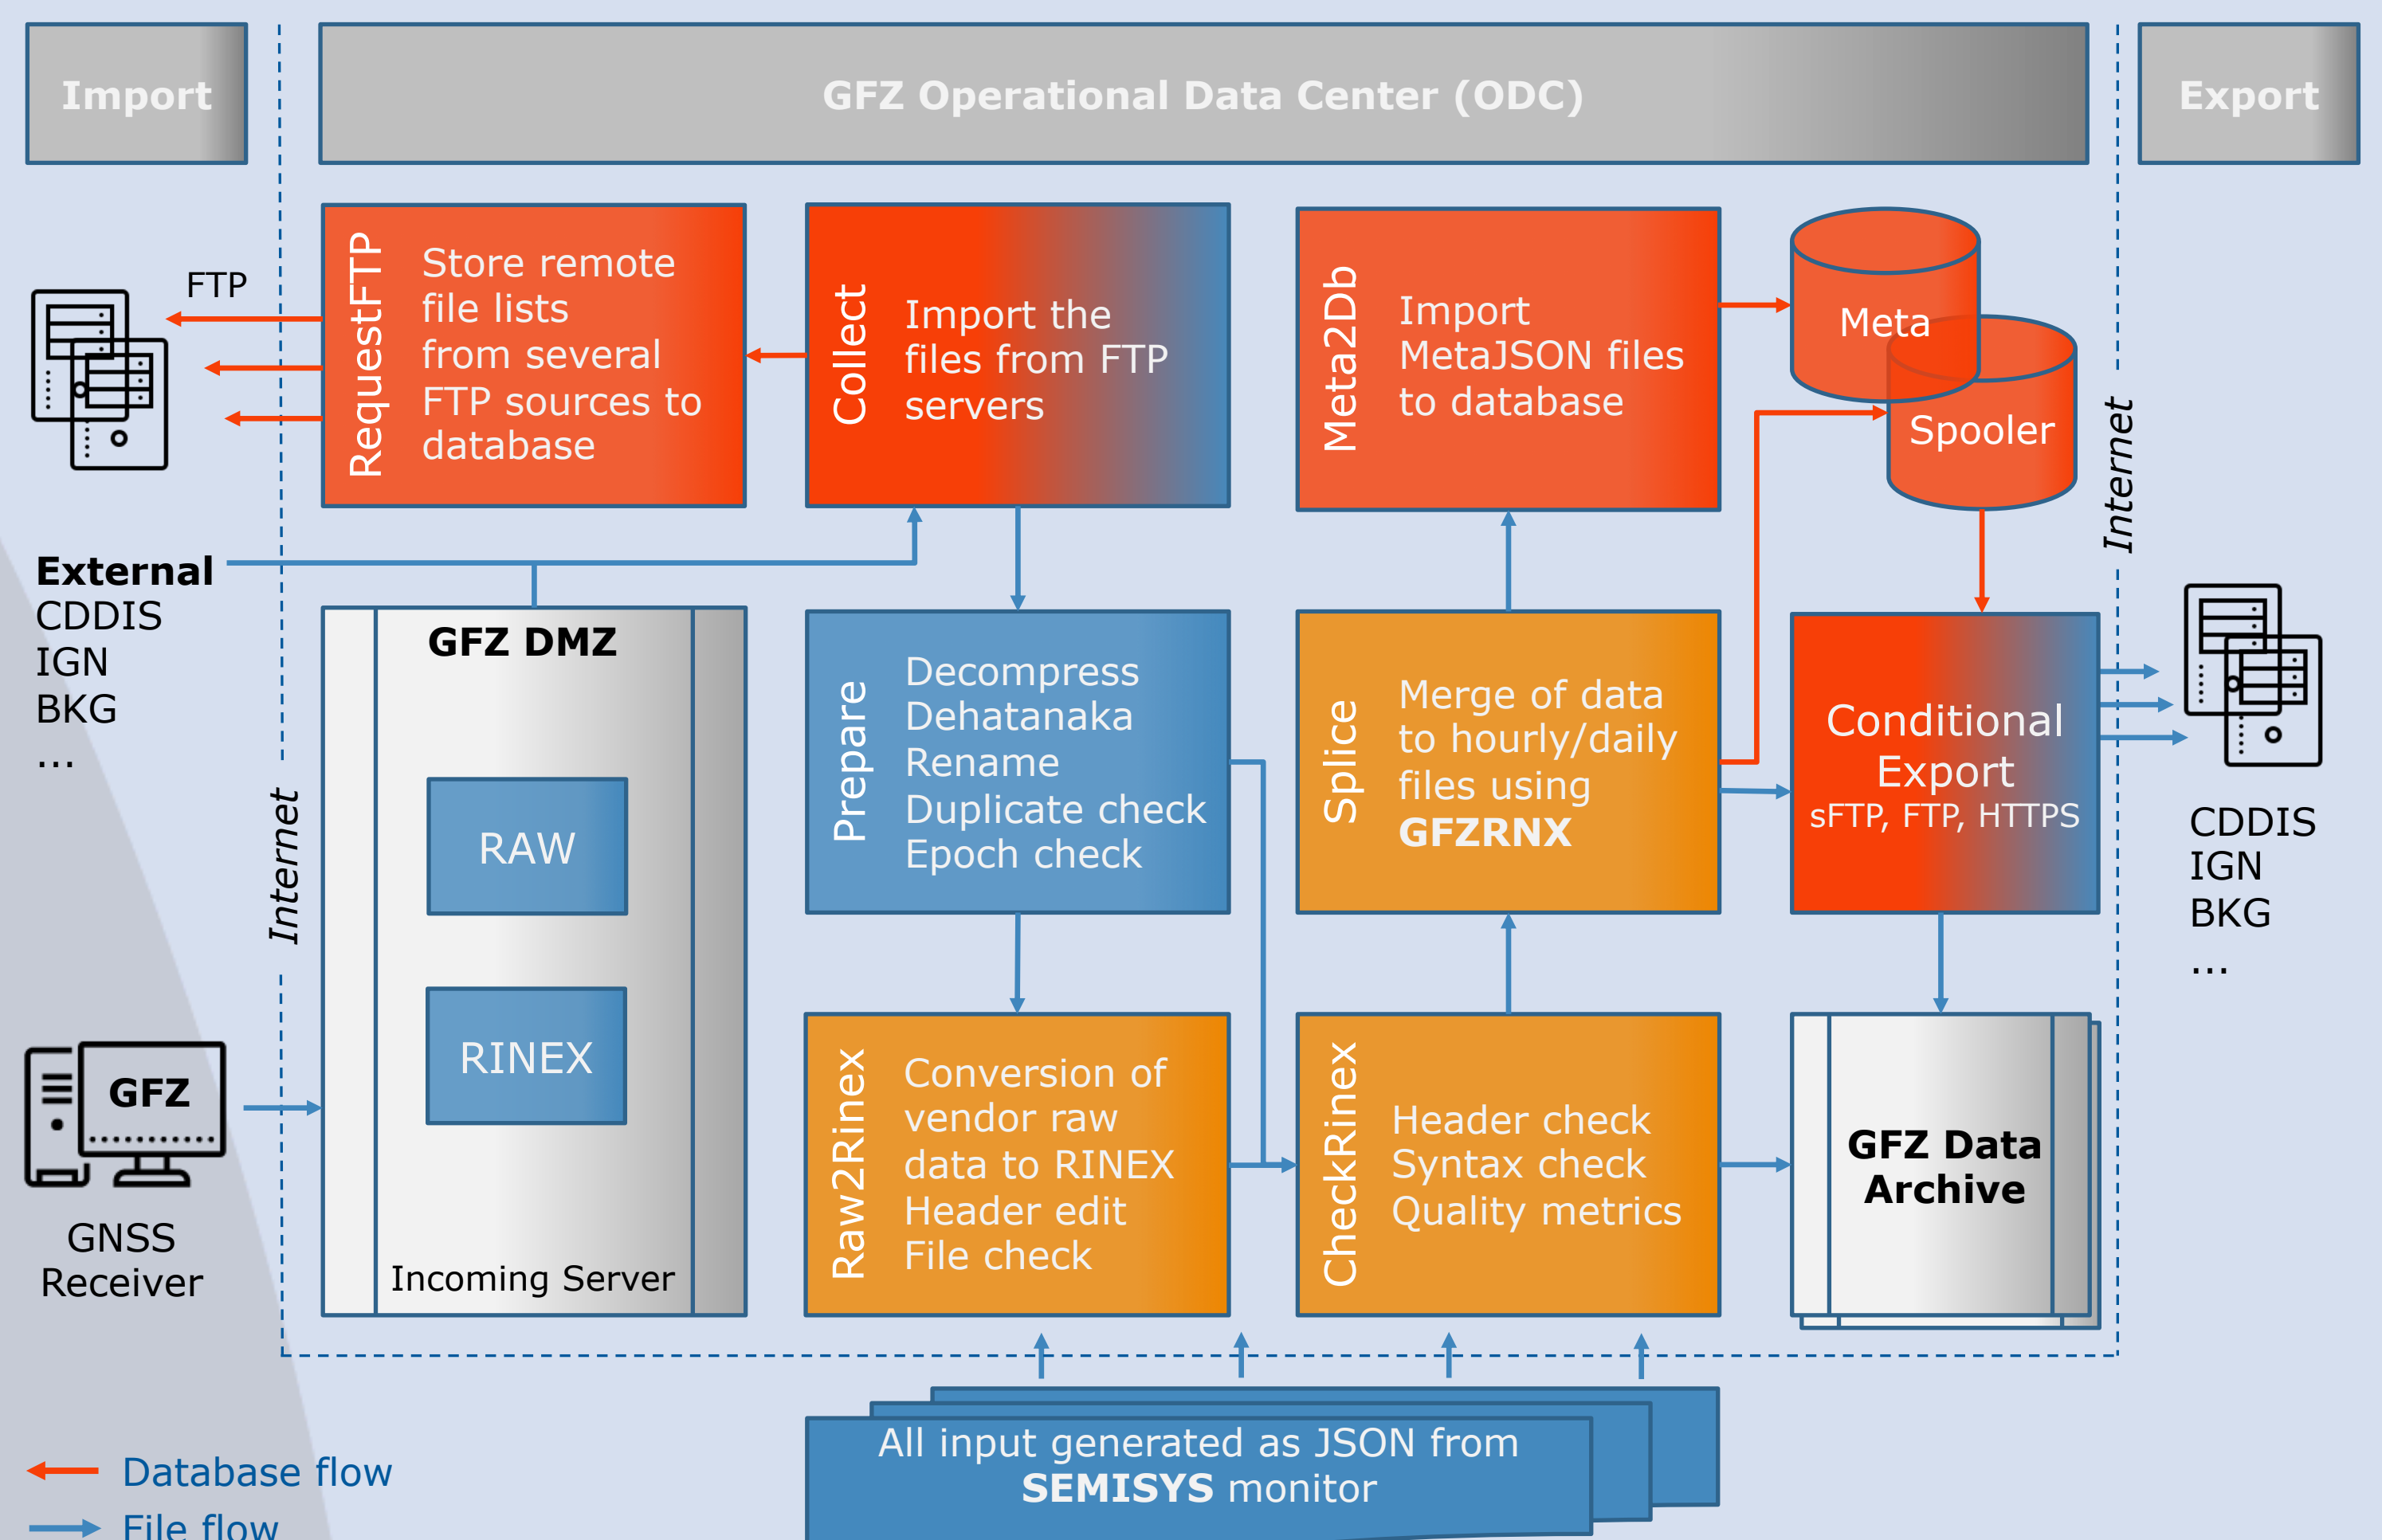 Import
GFZ Operational Data Center (ODC)
Export
FTP
RequestFTP
Store remote
file lists
from several
FTP sources to
database
Collect
Import the
files from FTP
servers
Meta2Db
Import
MetaJSON files
to database
Meta
Spooler
Internet
External
CDDIS
IGN
BKG
...
Internet
GFZ DMZ
RAW
RINEX
Incoming Server
Prepare
Decompress
Dehatanaka
Rename
Duplicate check
Epoch check
Splice
Merge of data
to hourly/daily
files using
GFZRNX
Conditional
Export
sFTP, FTP, HTTPS
CDDIS
IGN
BKG
...
GFZ
GNSS
Receiver
Raw2Rinex
Conversion of
vendor raw
data to RINEX
Header edit
File check
CheckRinex
Header check
Syntax check
Quality metrics
GFZ Data
Archive
All input generated as JSON from
SEMISYS monitor
Database flow
File flow